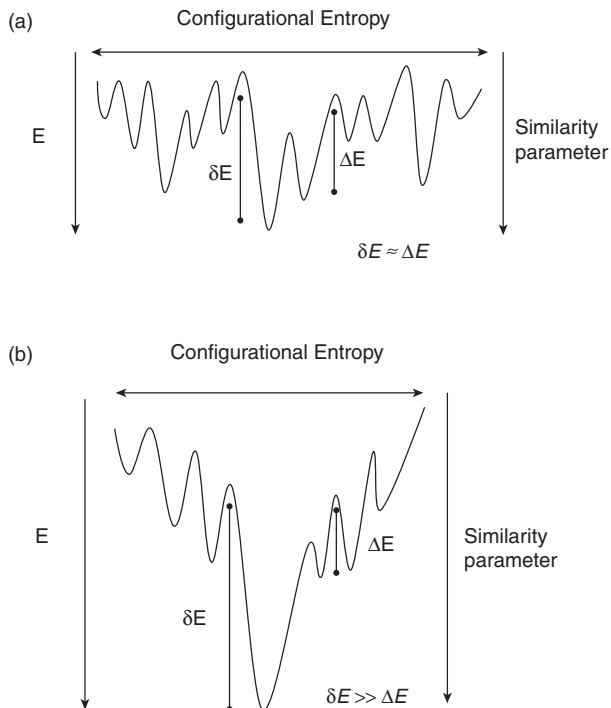 (a)
Configurational Entropy
E
δE
ΔE
Similarity
parameter
δE ≈ ΔE
(b)
Configurational Entropy
E
δE
ΔE
Similarity
parameter
δE >> ΔE